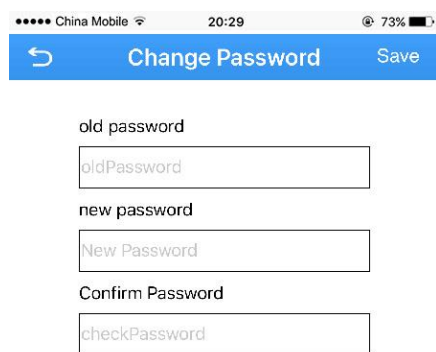 China Mobile 20:29 73%
Change Password Save
old password
oldPassword
new password
New Password
Confirm Password
checkPassword